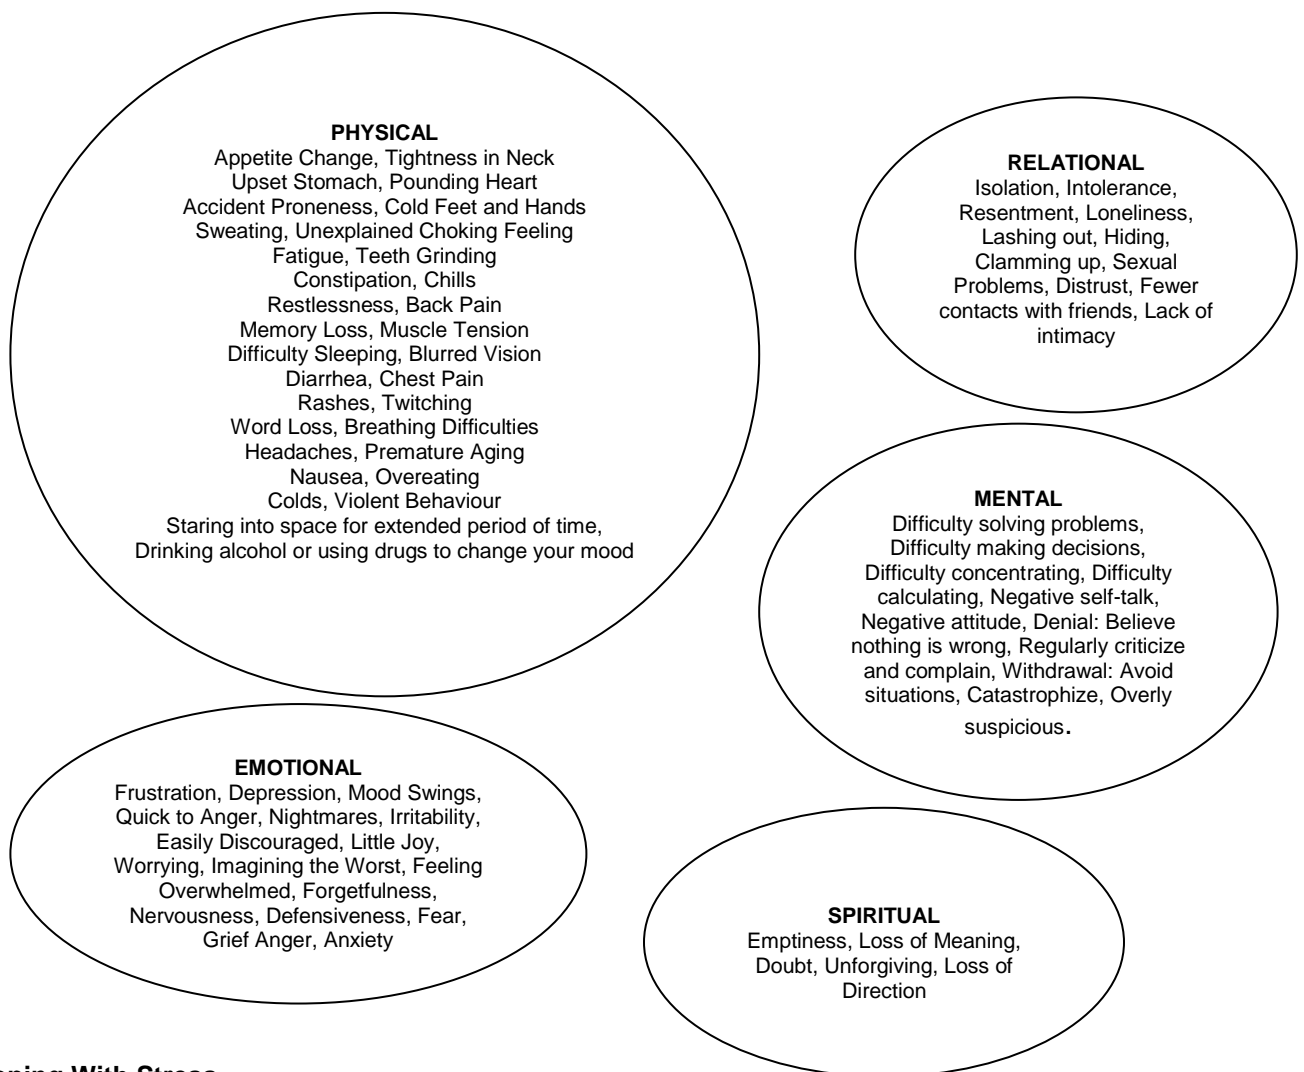 PHYSICAL
Appetite Change, Tightness in Neck
Upset Stomach, Pounding Heart
Accident Proneness, Cold Feet and Hands
Sweating, Unexplained Choking Feeling
Fatigue, Teeth Grinding
Constipation, Chills
Restlessness, Back Pain
Memory Loss, Muscle Tension
Difficulty Sleeping, Blurred Vision
Diarrhea, Chest Pain
Rashes, Twitching
Word Loss, Breathing Difficulties
Headaches, Premature Aging
Nausea, Overeating
Colds, Violent Behaviour
Staring into space for extended period of time,
Drinking alcohol or using drugs to change your mood
RELATIONAL
Isolation, Intolerance,
Resentment, Loneliness,
Lashing out, Hiding,
Clamming up, Sexual
Problems, Distrust, Fewer
contacts with friends, Lack of
intimacy
MENTAL
Difficulty solving problems,
Difficulty making decisions,
Difficulty concentrating, Difficulty
calculating, Negative self-talk,
Negative attitude, Denial: Believe
nothing is wrong, Regularly criticize
and complain, Withdrawal: Avoid
situations, Catastrophize, Overly
suspicious.
EMOTIONAL
Frustration, Depression, Mood Swings,
Quick to Anger, Nightmares, Irritability,
Easily Discouraged, Little Joy,
Worrying, Imagining the Worst, Feeling
Overwhelmed, Forgetfulness,
Nervousness, Defensiveness, Fear,
Grief Anger, Anxiety
SPIRITUAL
Emptiness, Loss of Meaning,
Doubt, Unforgiving, Loss of
Direction
With Stress